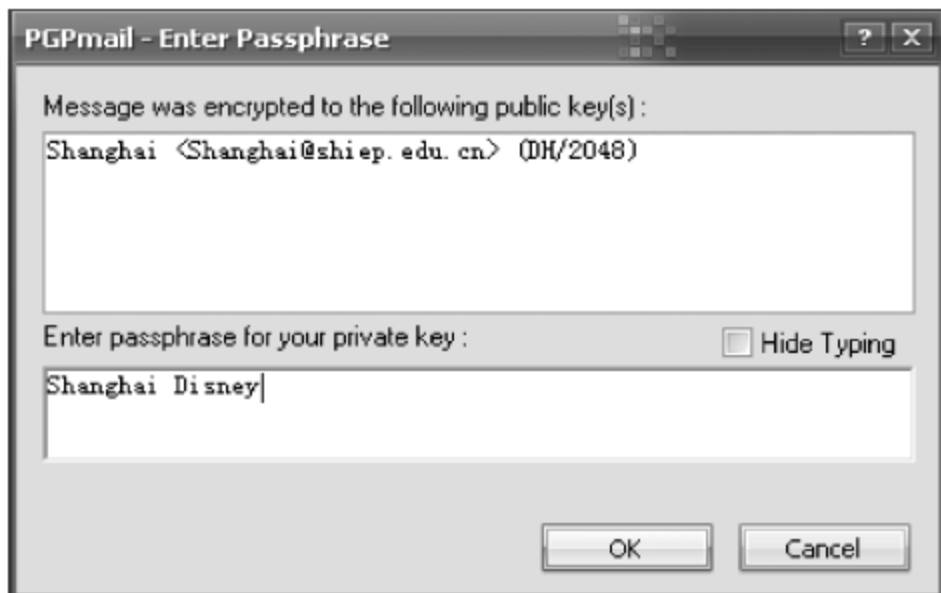 PGPmail - Enter Passphrase
Message was encrypted to the following public key(s) :
Shanghai <Shanghai@shiep.edu.cn> (DH/2048)
Enter passphrase for your private key :
Hide Typing
Shanghai Disney
OK
Cancel